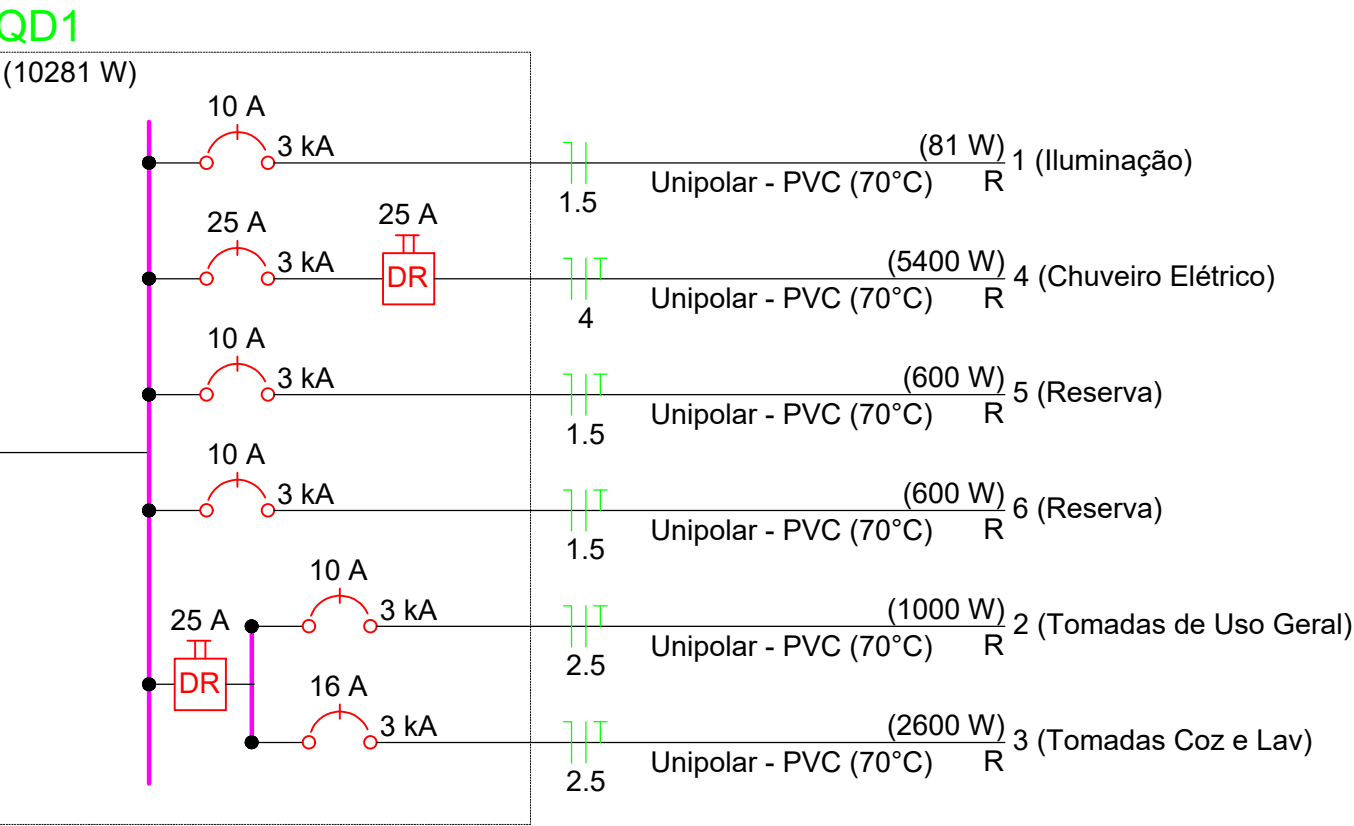 QD1
(10281 W)
10 A
3 kA
(81 W)
1 (Iluminação)
Unipolar - PVC (70°C)
R
1.5
25 A
3 kA
25 A
DR
(5400 W)
4 (Chuveiro Elétrico)
Unipolar - PVC (70°C)
R
4
10 A
3 kA
(600 W)
5 (Reserva)
Unipolar - PVC (70°C)
R
1.5
10 A
3 kA
(600 W)
6 (Reserva)
Unipolar - PVC (70°C)
R
1.5
25 A
DR
10 A
3 kA
(1000 W)
2 (Tomadas de Uso Geral)
Unipolar - PVC (70°C)
R
2.5
16 A
3 kA
(2600 W)
3 (Tomadas Coz e Lav)
Unipolar - PVC (70°C)
R
2.5